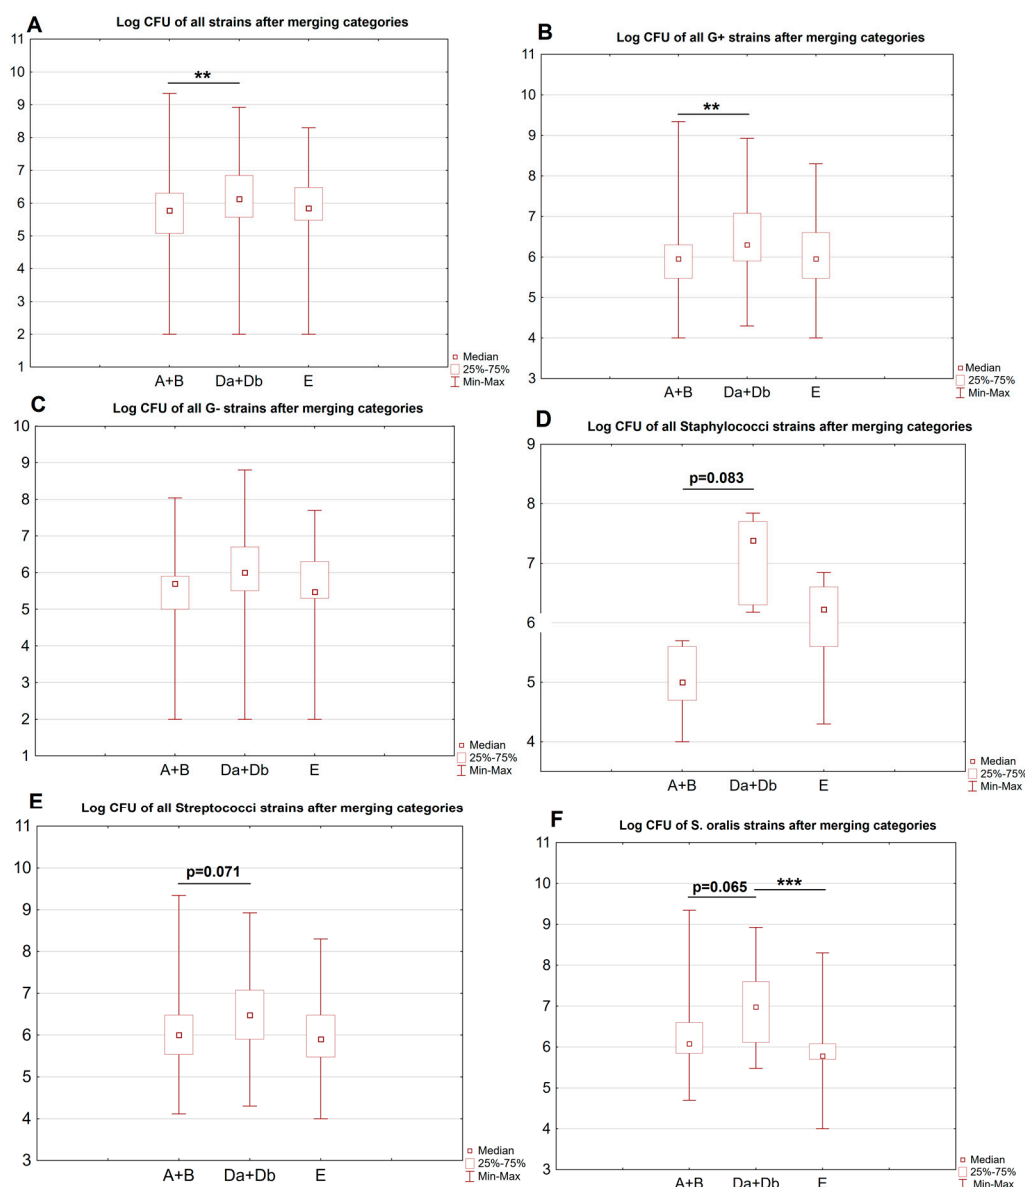 A
Log CFU of all strains after merging categories
11
10
9
8
7
6
5
4
3
2
1
**
A+B Da+Db E
Median
25%-75%
Min-Max
B
Log CFU of all G+ strains after merging categories
11
10
9
8
7
6
5
4
3
**
A+B Da+Db E
Median
25%-75%
Min-Max
C
Log CFU of all G- strains after merging categories
10
9
8
7
6
5
4
3
2
1
A+B Da+Db E
Median
25%-75%
Min-Max
D
Log CFU of all Staphylococci strains after merging categories
9
8
7
6
5
4
p=0.083
A+B Da+Db E
Median
25%-75%
Min-Max
E
Log CFU of all Streptococci strains after merging categories
11
10
9
8
7
6
5
4
3
p=0.071
A+B Da+Db E
Median
25%-75%
Min-Max
F
Log CFU of S. oralis strains after merging categories
11
10
9
8
7
6
5
4
3
p=0.065 ***
A+B Da+Db E
Median
25%-75%
Min-Max